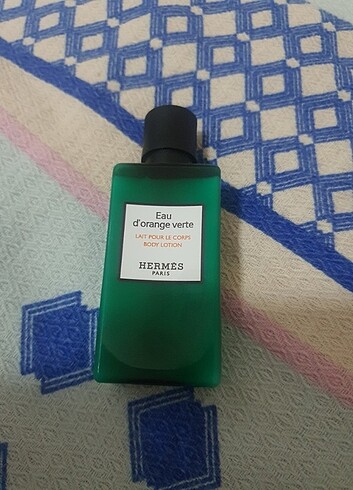 Eau
d'orange verte
LAIT POUR LE CORPS
BODY LOTION
HERMÈS
PARIS